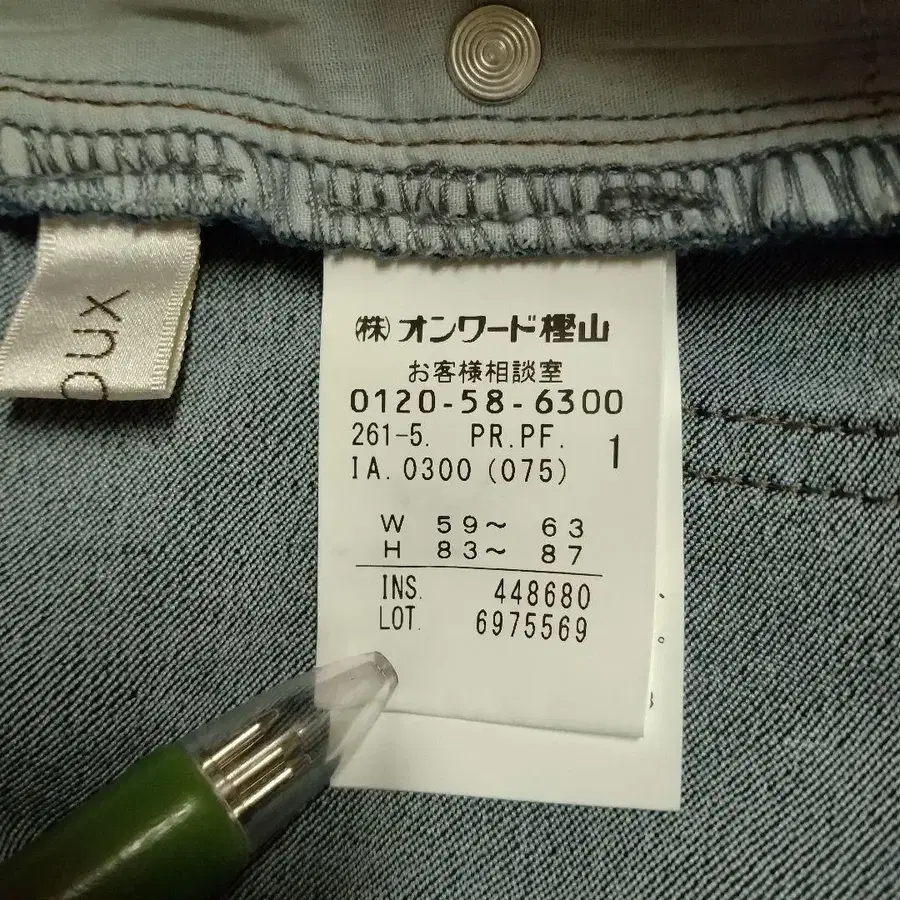 ㈱オンワード樫山
お客様相談室
0120-58-6300
261-5. PR.PF. 1
IA.0300(075)
W 59～ 63
H 83～ 87
INS. 448680
LOT. 6975569